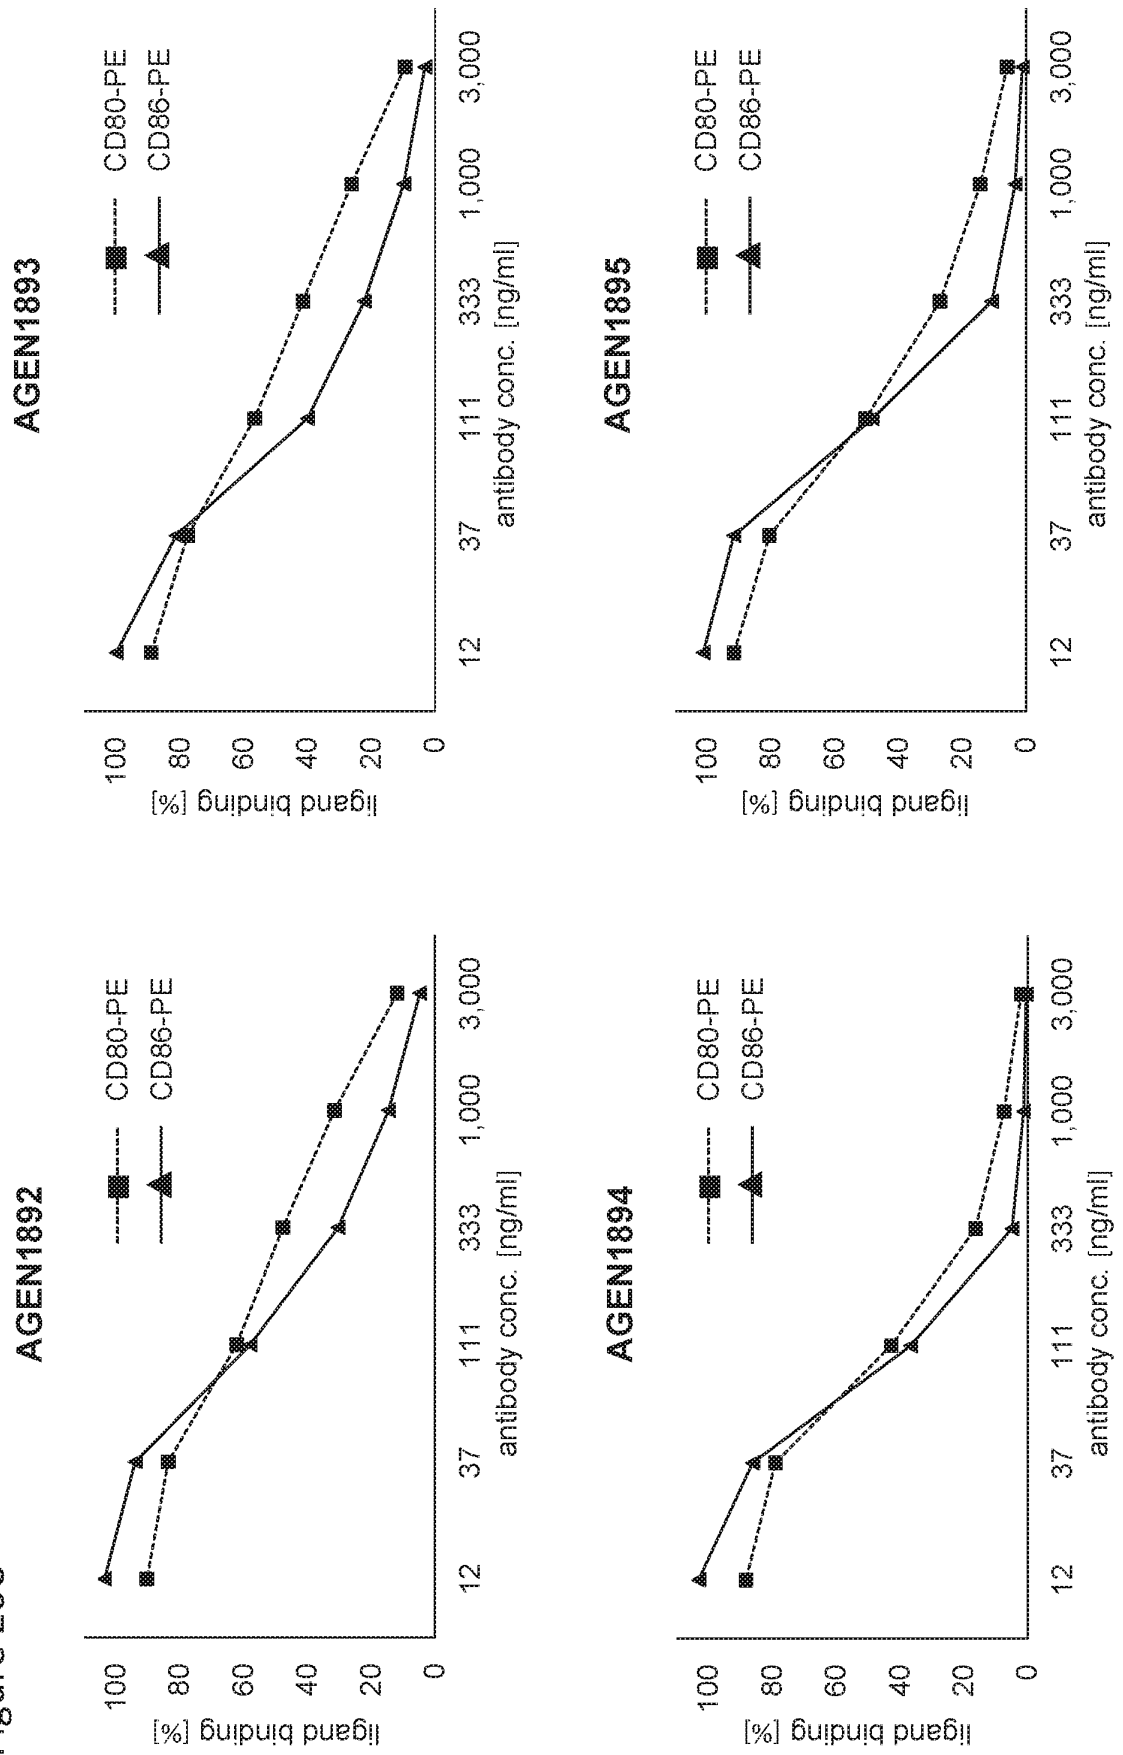 AGEN1892
CD80-PE
CD86-PE
ligand binding [%]
100
80
60
40
20
0
12 37 111 333 1,000 3,000
antibody conc. [ng/ml]
AGEN1893
CD80-PE
CD86-PE
ligand binding [%]
100
80
60
40
20
0
12 37 111 333 1,000 3,000
antibody conc. [ng/ml]
AGEN1894
CD80-PE
CD86-PE
ligand binding [%]
100
80
60
40
20
0
12 37 111 333 1,000 3,000
antibody conc. [ng/ml]
AGEN1895
CD80-PE
CD86-PE
ligand binding [%]
100
80
60
40
20
0
12 37 111 333 1,000 3,000
antibody conc. [ng/ml]